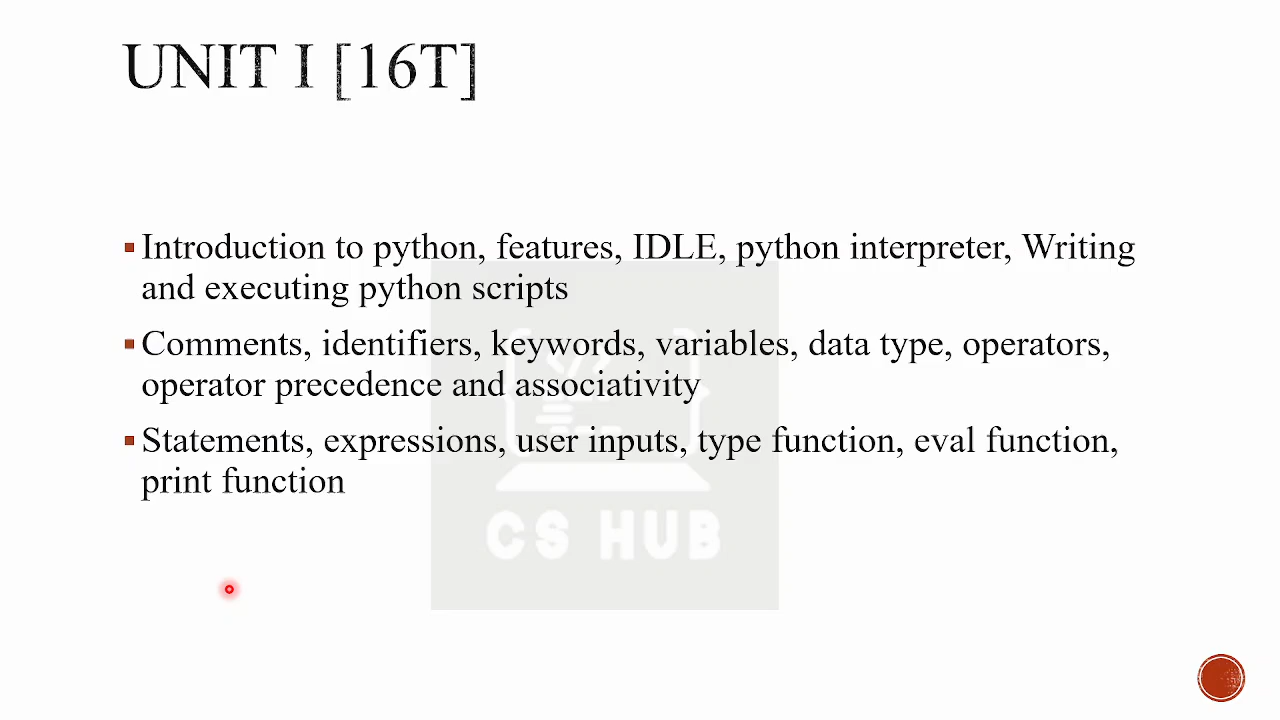 UNIT I [16T]
Introduction to python, features, IDLE, python interpreter, Writing
and executing python scripts
Comments, identifiers, keywords, variables, data type, operators,
operator precedence and associativity
Statements, expressions, user inputs, type function, eval function,
print function
CS HUB